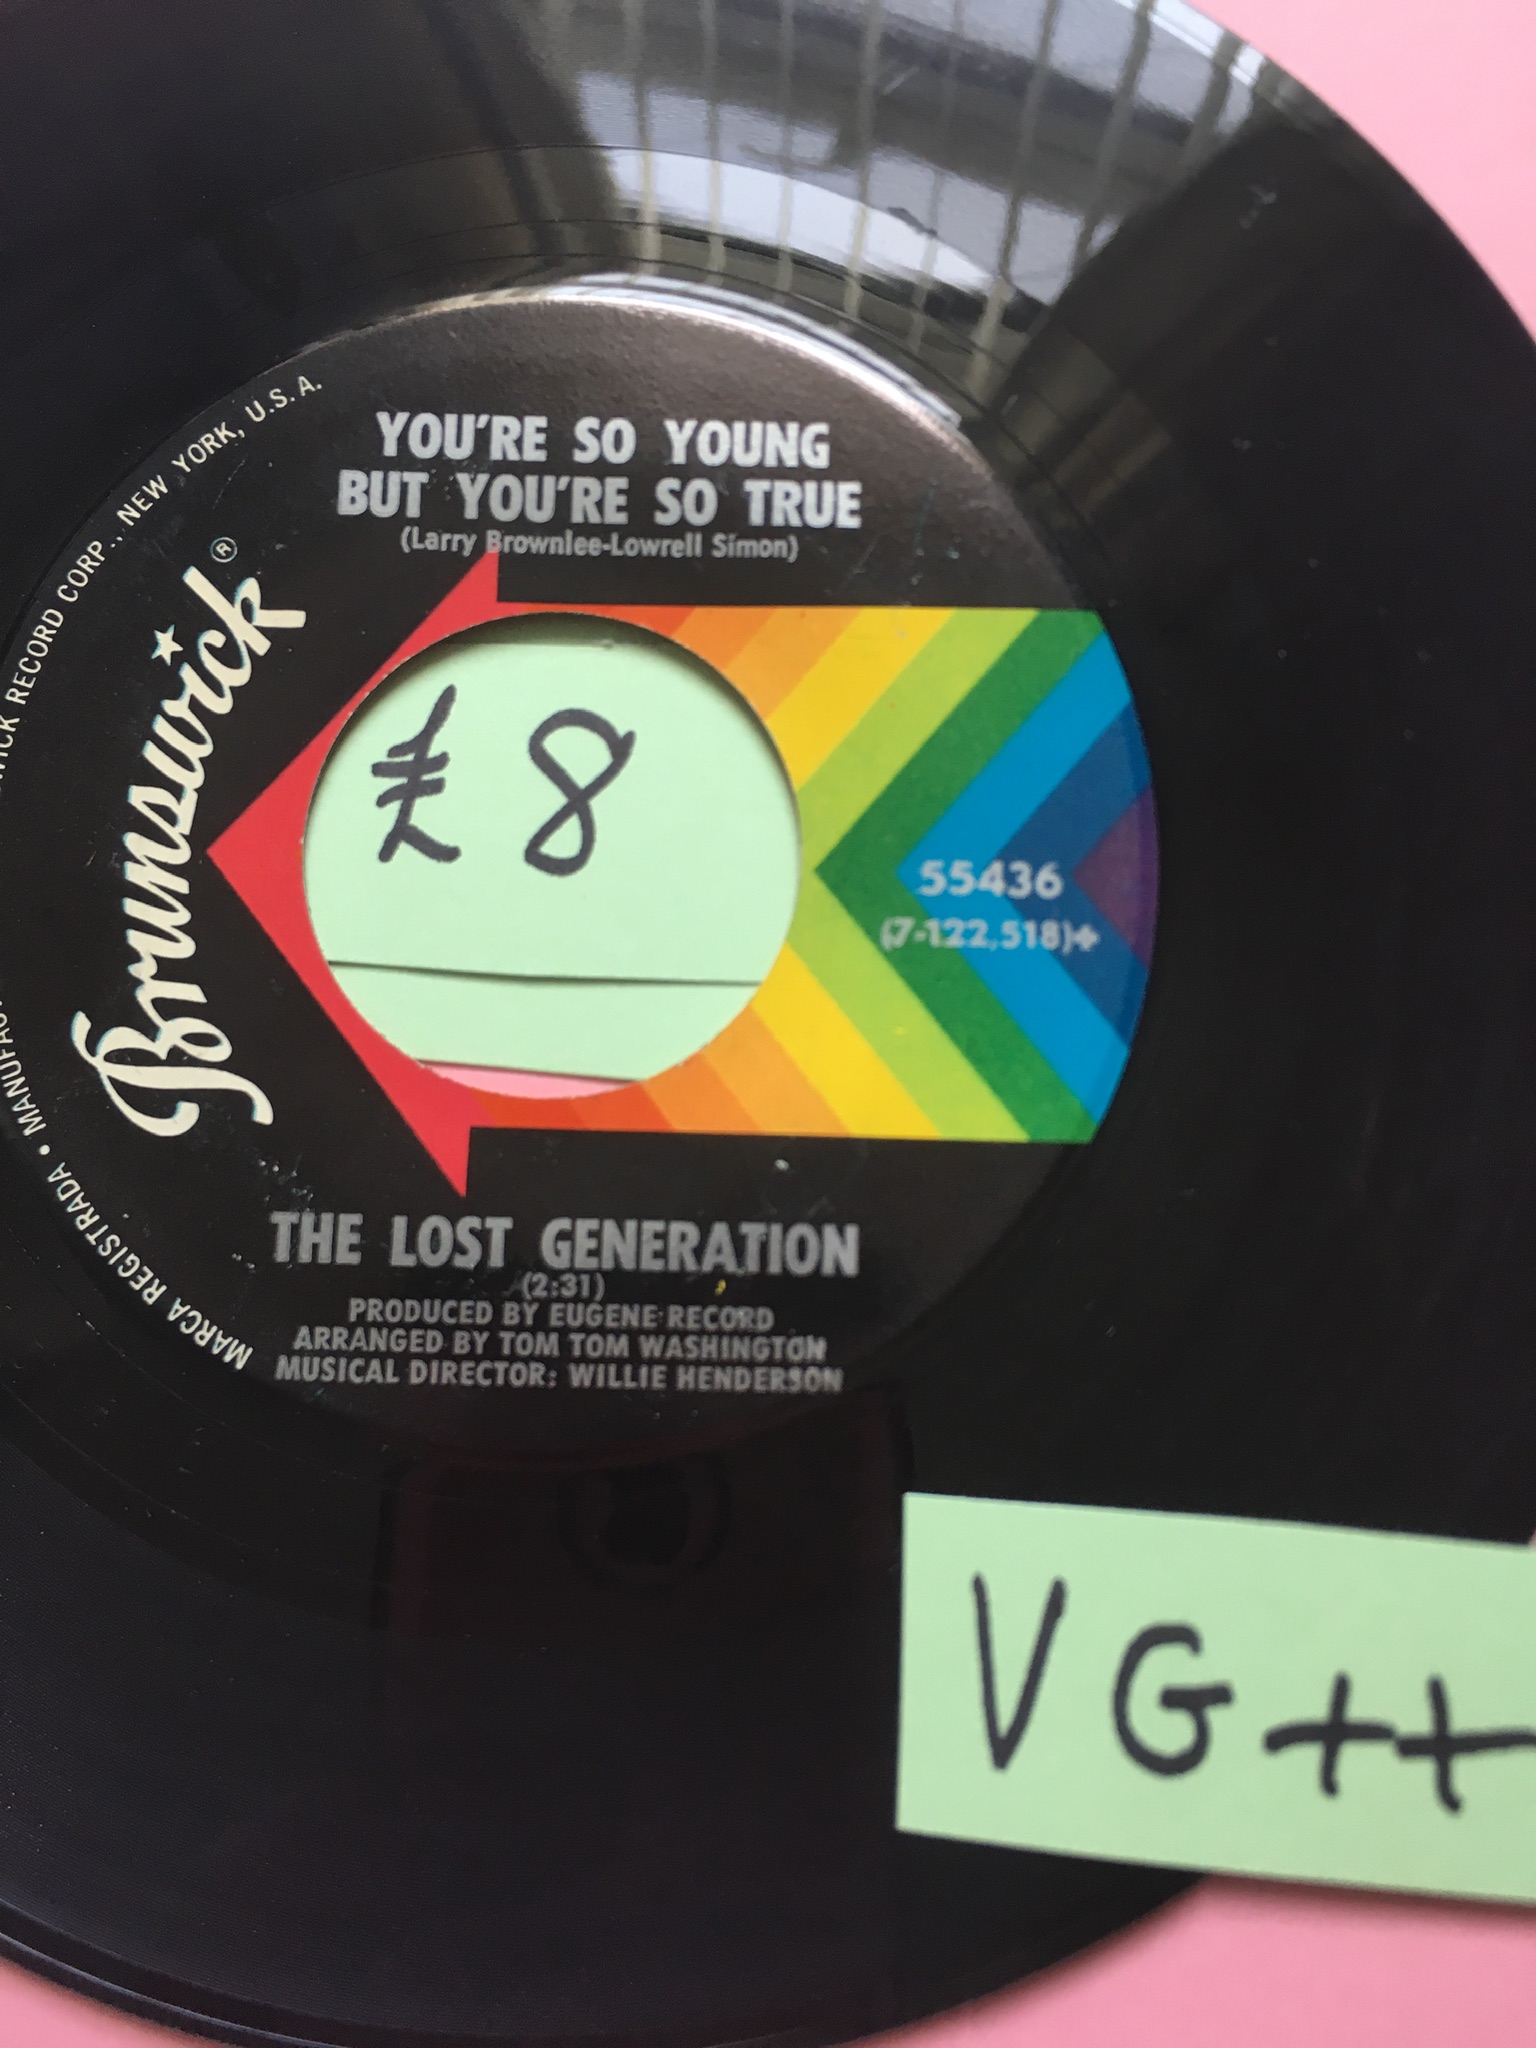 YOU'RE SO YOUNG
BUT YOU'RE SO TRUE
(Larry Brownlee-Lowrell Simon)
Brunswick®
£ 8
55436
(7-122,518)+
THE LOST GENERATION
(2:31)
PRODUCED BY EUGENE RECORD
ARRANGED BY TOM TOM WASHINGTON
MUSICAL DIRECTOR: WILLIE HENDERSON
MARCA REGISTRADA •
RECORD CORP., NEW YORK, U.S.A.
VG++